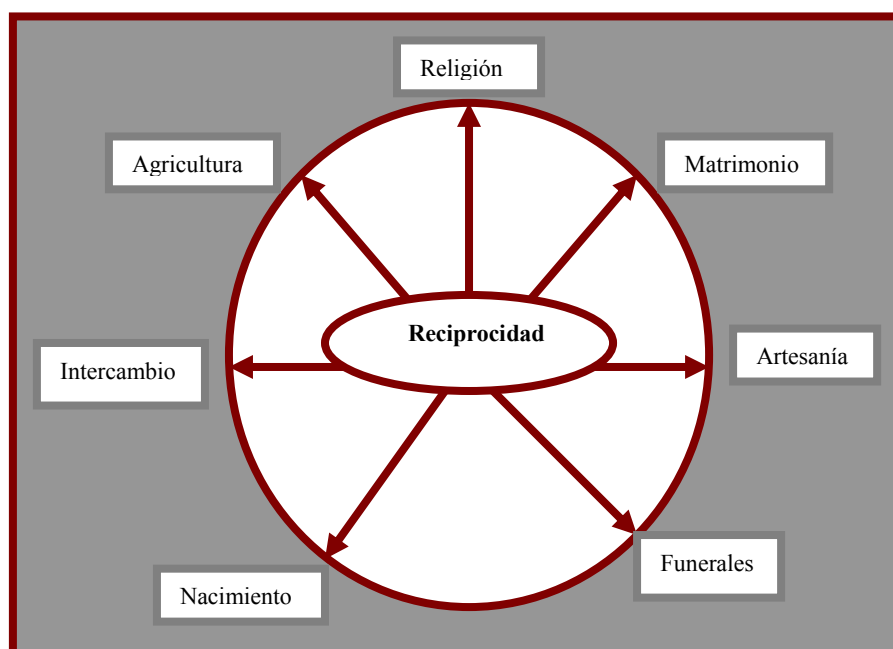 Religión
Agricultura
Matrimonio
Reciprocidad
Intercambio
Artesanía
Funerales
Nacimiento